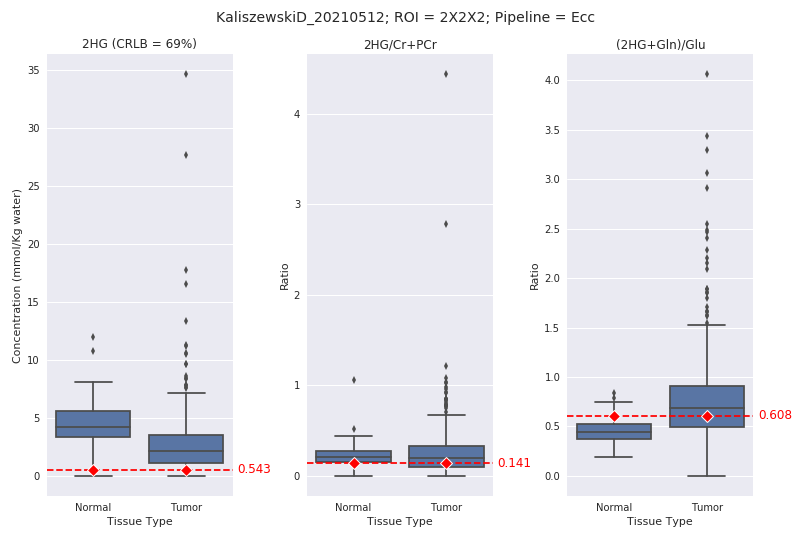 KaliszewskiD_20210512; ROI = 2X2X2; Pipeline = Ecc
2HG (CRLB = 69%)
Concentration (mmol/Kg water)
35
30
25
20
15
10
5
0
0.543
Normal
Tumor
Tissue Type
2HG/Cr+PCr
Ratio
4
3
2
1
0
0.141
Normal
Tumor
Tissue Type
(2HG+Gln)/Glu
Ratio
4.0
3.5
3.0
2.5
2.0
1.5
1.0
0.5
0.0
0.608
Normal
Tumor
Tissue Type